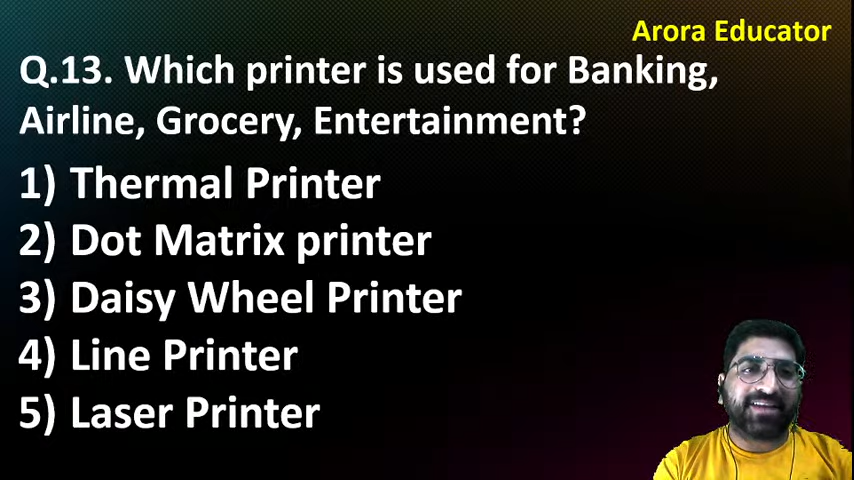 Arora Educator
Q.13. Which printer is used for Banking,
Airline, Grocery, Entertainment?
1) Thermal Printer
2) Dot Matrix printer
3) Daisy Wheel Printer
4) Line Printer
5) Laser Printer